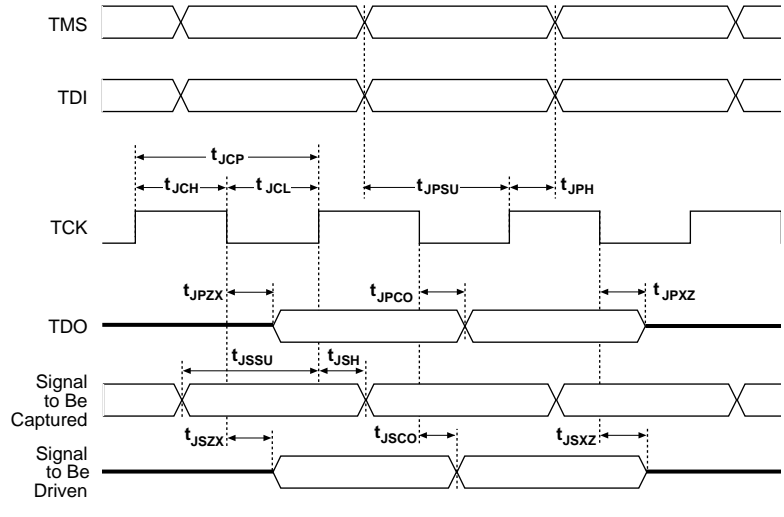 TMS
TDI
tJCP
tJCH
tJCL
tJPSU
tJPH
TCK
tJPZX
tJPCO
tJPXZ
TDO
tJSSU
tJSH
Signal
to Be
Captured
tJSZX
tJSCO
tJSXZ
Signal
to Be
Driven